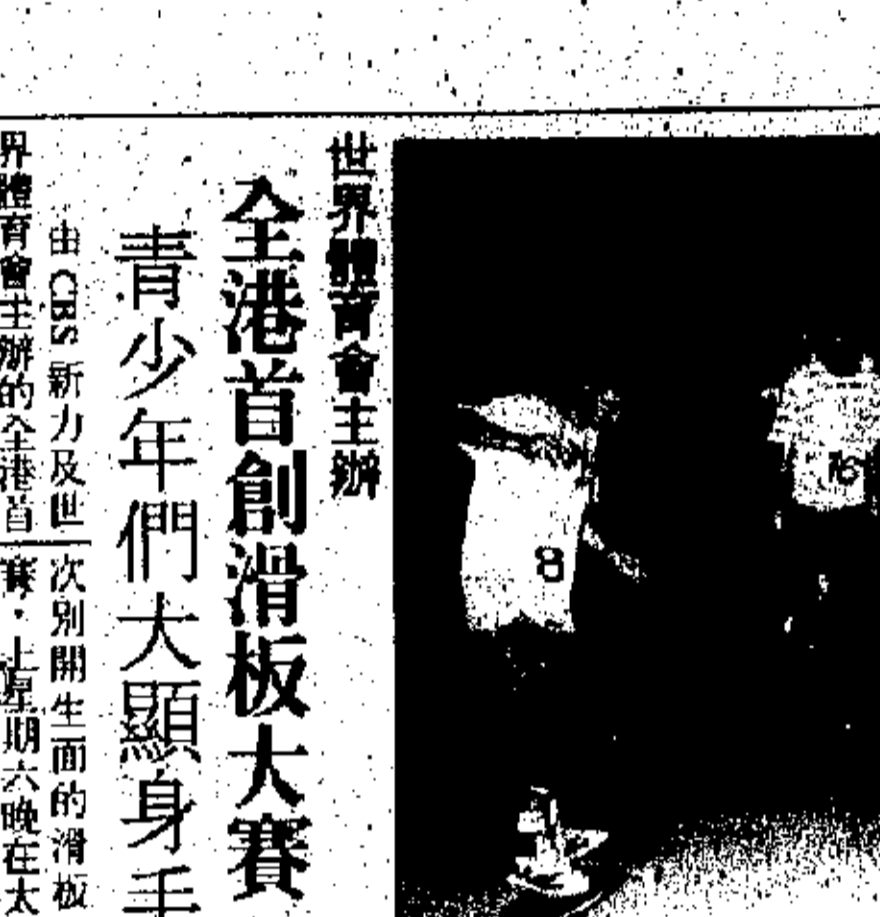 世界體育會主辦
全港首創滑板大賽
青少年們大顯身手
由CBS新力及世
界體育會主辦的全港首
次別開生面的滑板
賽，上星期六晚在太
8
16